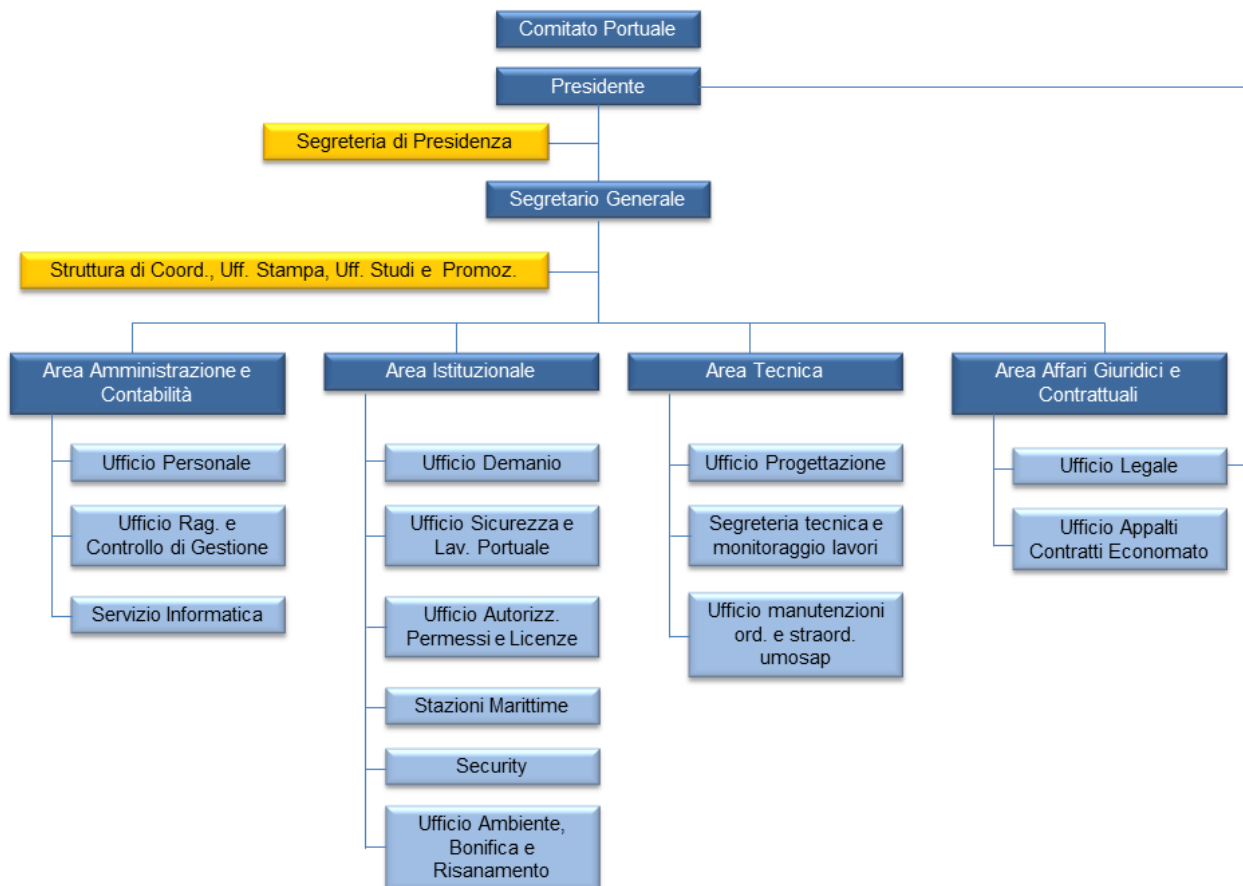 Comitato Portuale
Presidente
Segreteria di Presidenza
Segretario Generale
Struttura di Coord., Uff. Stampa, Uff. Studi e Promoz.
Area Amministrazione e
Contabilità
Ufficio Personale
Ufficio Rag. e
Controllo di Gestione
Servizio Informatica
Area Istituzionale
Ufficio Demanio
Ufficio Sicurezza e
Lav. Portuale
Ufficio Autorizz.
Permessi e Licenze
Stazioni Marittime
Security
Ufficio Ambiente,
Bonifica e
Risanamento
Area Tecnica
Ufficio Progettazione
Segreteria tecnica e
monitoraggio lavori
Ufficio manutenzioni
ord. e straord.
umosap
Area Affari Giuridici e
Contrattuali
Ufficio Legale
Ufficio Appalti
Contratti Economato